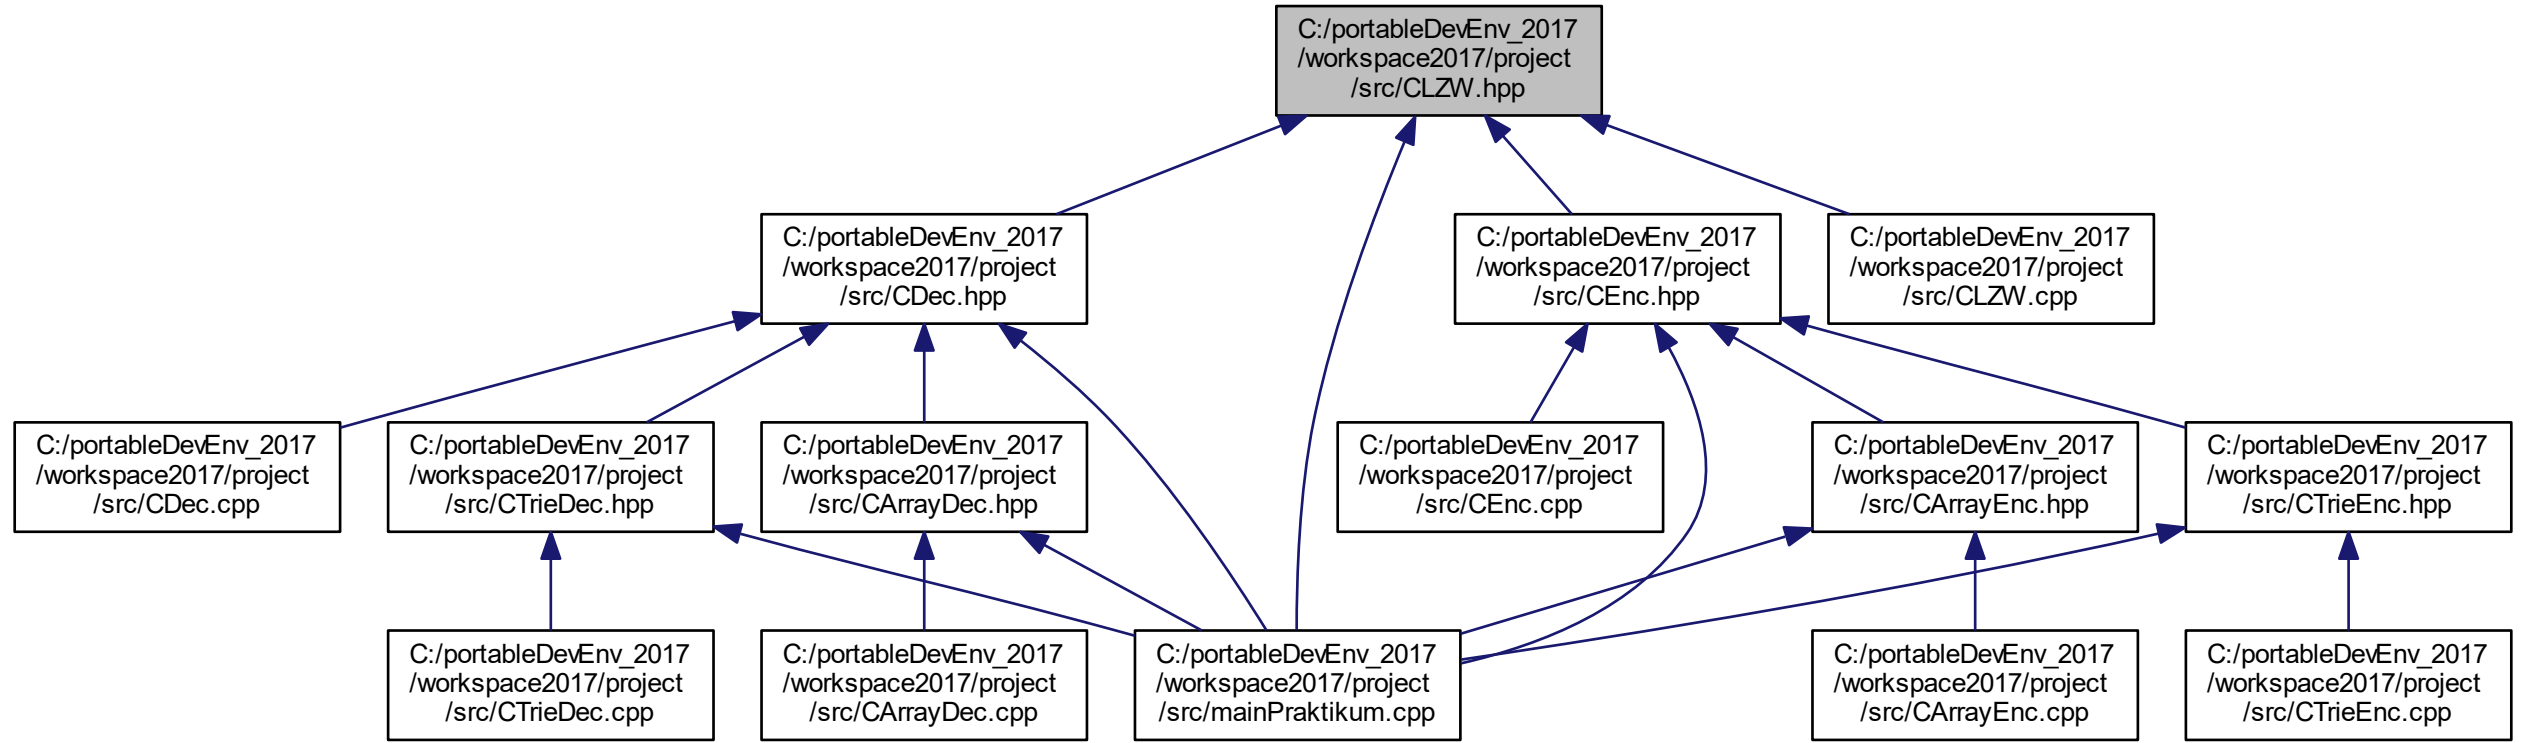 C:/portableDevEnv_2017
/workspace2017/project
/src/CLZW.hpp
C:/portableDevEnv_2017
/workspace2017/project
/src/CDec.hpp
C:/portableDevEnv_2017
/workspace2017/project
/src/CEnc.hpp
C:/portableDevEnv_2017
/workspace2017/project
/src/CLZW.cpp
C:/portableDevEnv_2017
/workspace2017/project
/src/CDec.cpp
C:/portableDevEnv_2017
/workspace2017/project
/src/CTrieDec.hpp
C:/portableDevEnv_2017
/workspace2017/project
/src/CArrayDec.hpp
C:/portableDevEnv_2017
/workspace2017/project
/src/CEnc.cpp
C:/portableDevEnv_2017
/workspace2017/project
/src/CArrayEnc.hpp
C:/portableDevEnv_2017
/workspace2017/project
/src/CTrieEnc.hpp
C:/portableDevEnv_2017
/workspace2017/project
/src/CTrieDec.cpp
C:/portableDevEnv_2017
/workspace2017/project
/src/CArrayDec.cpp
C:/portableDevEnv_2017
/workspace2017/project
/src/mainPraktikum.cpp
C:/portableDevEnv_2017
/workspace2017/project
/src/CArrayEnc.cpp
C:/portableDevEnv_2017
/workspace2017/project
/src/CTrieEnc.cpp